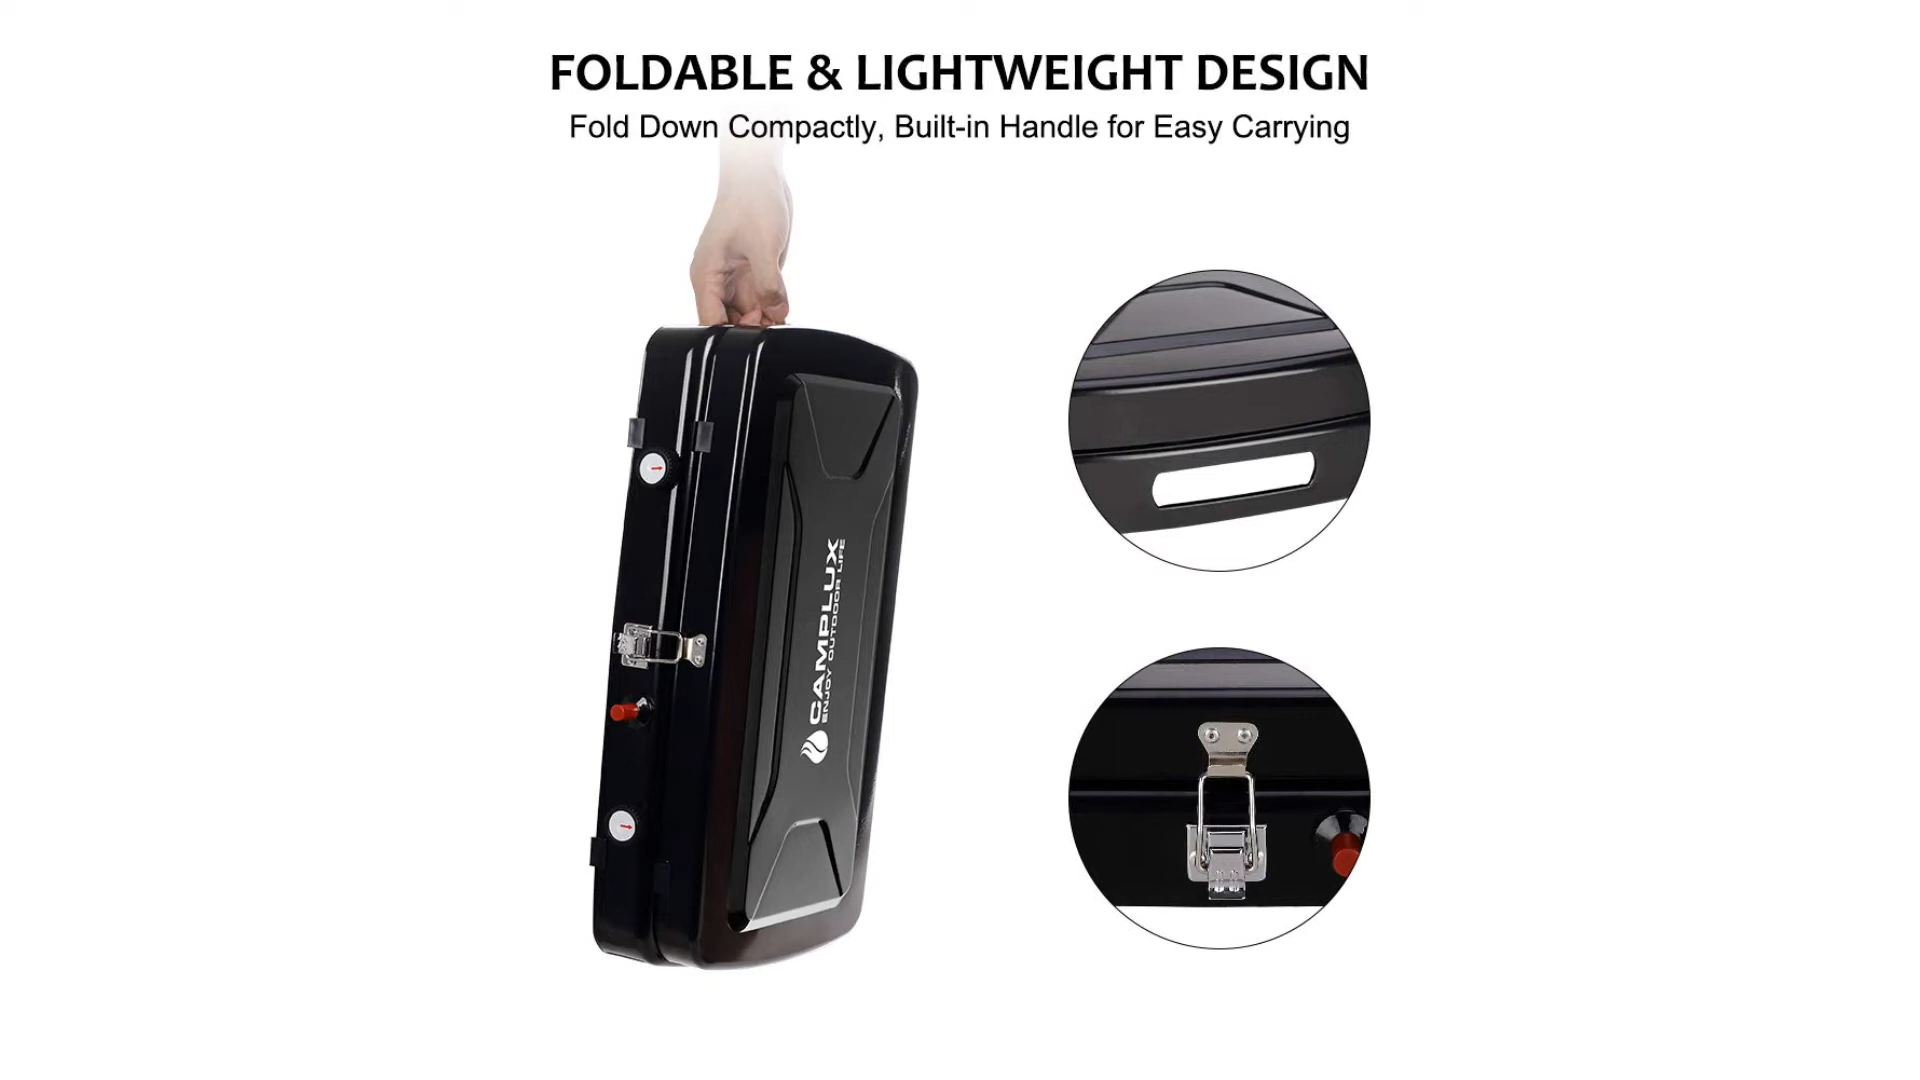 FOLDABLE & LIGHTWEIGHT DESIGN
Fold Down Compactly, Built-in Handle for Easy Carrying
CAMPLUX
ENJOY OUTDOOR LIFE